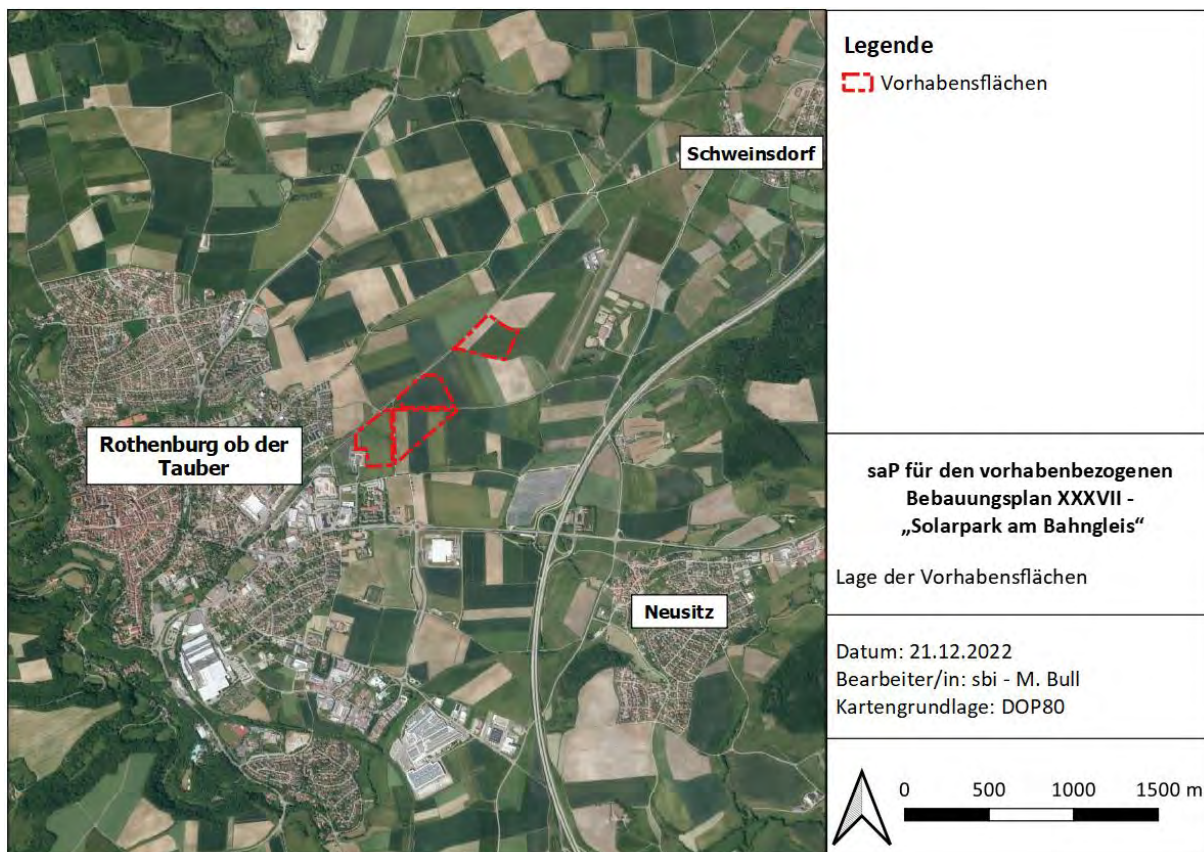 Schweinsdorf
Rothenburg ob der
Tauber
Neusitz
Legende
Vorhabensflächen
saP für den vorhabenbezogenen
Bebauungsplan XXXVII -
„Solarpark am Bahngleis“
Lage der Vorhabensflächen
Datum: 21.12.2022
Bearbeiter/in: sbi - M. Bull
Kartengrundlage: DOP80
0 500 1000 1500 m